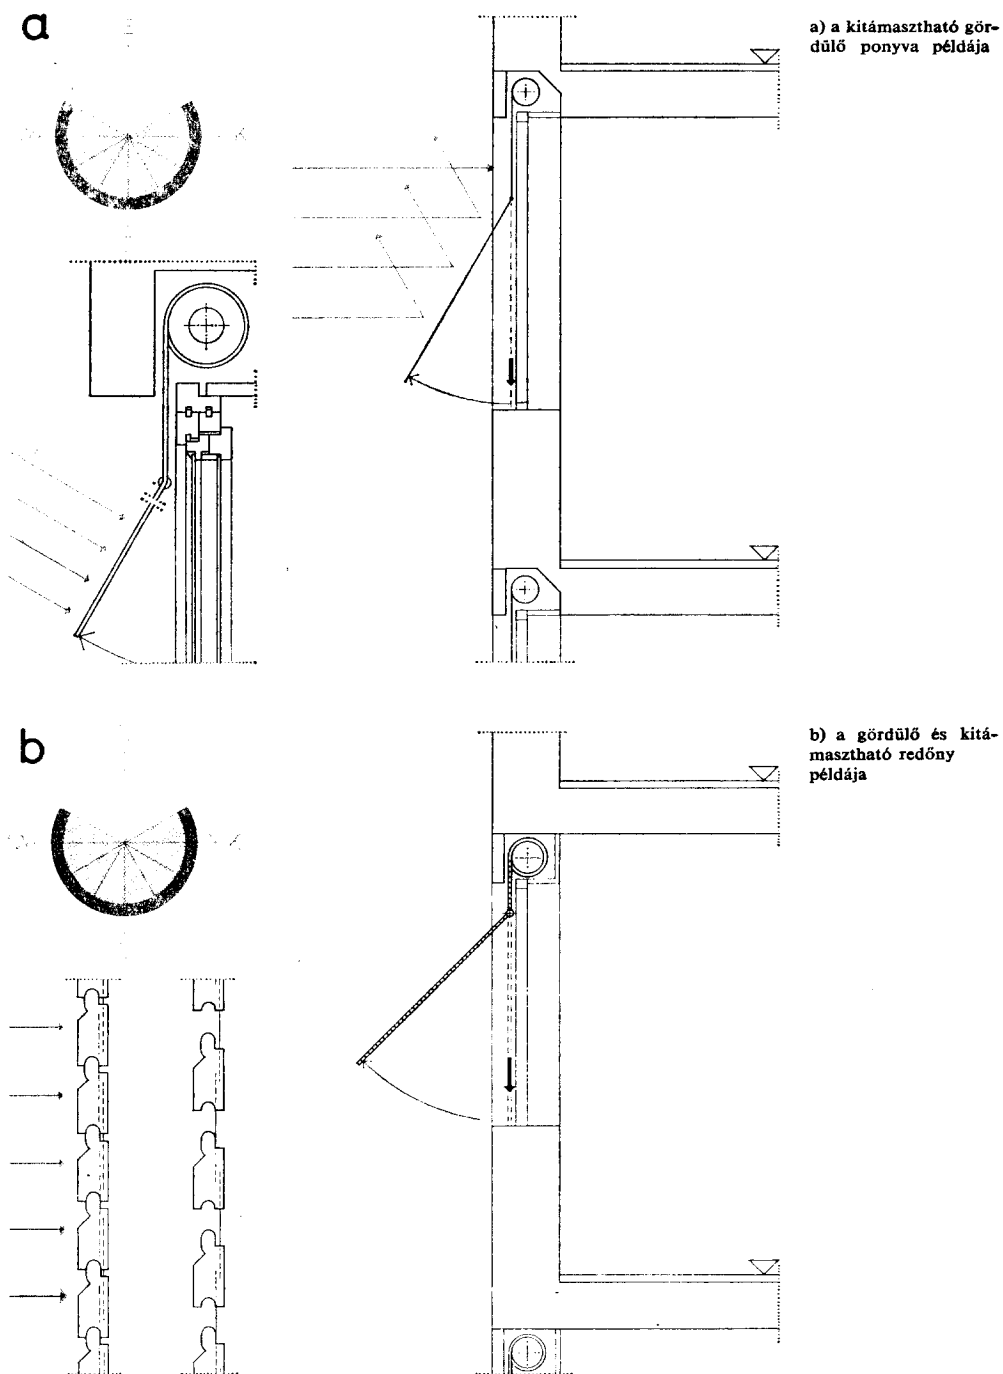 a
a) a kitámasztható gör-
dülő ponyva példája
b
b) a gördülő és kitá-
masztható redőny
példája